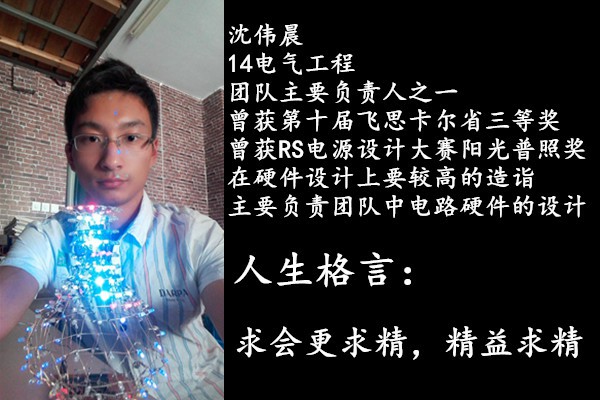 沈伟晨
14电气工程
团队主要负责人之一
曾获第十届飞思卡尔省三等奖
曾获RS电源设计大赛阳光普照奖
在硬件设计上要较高的造诣
主要负责团队中电路硬件的设计
人生格言：
求会更求精，精益求精